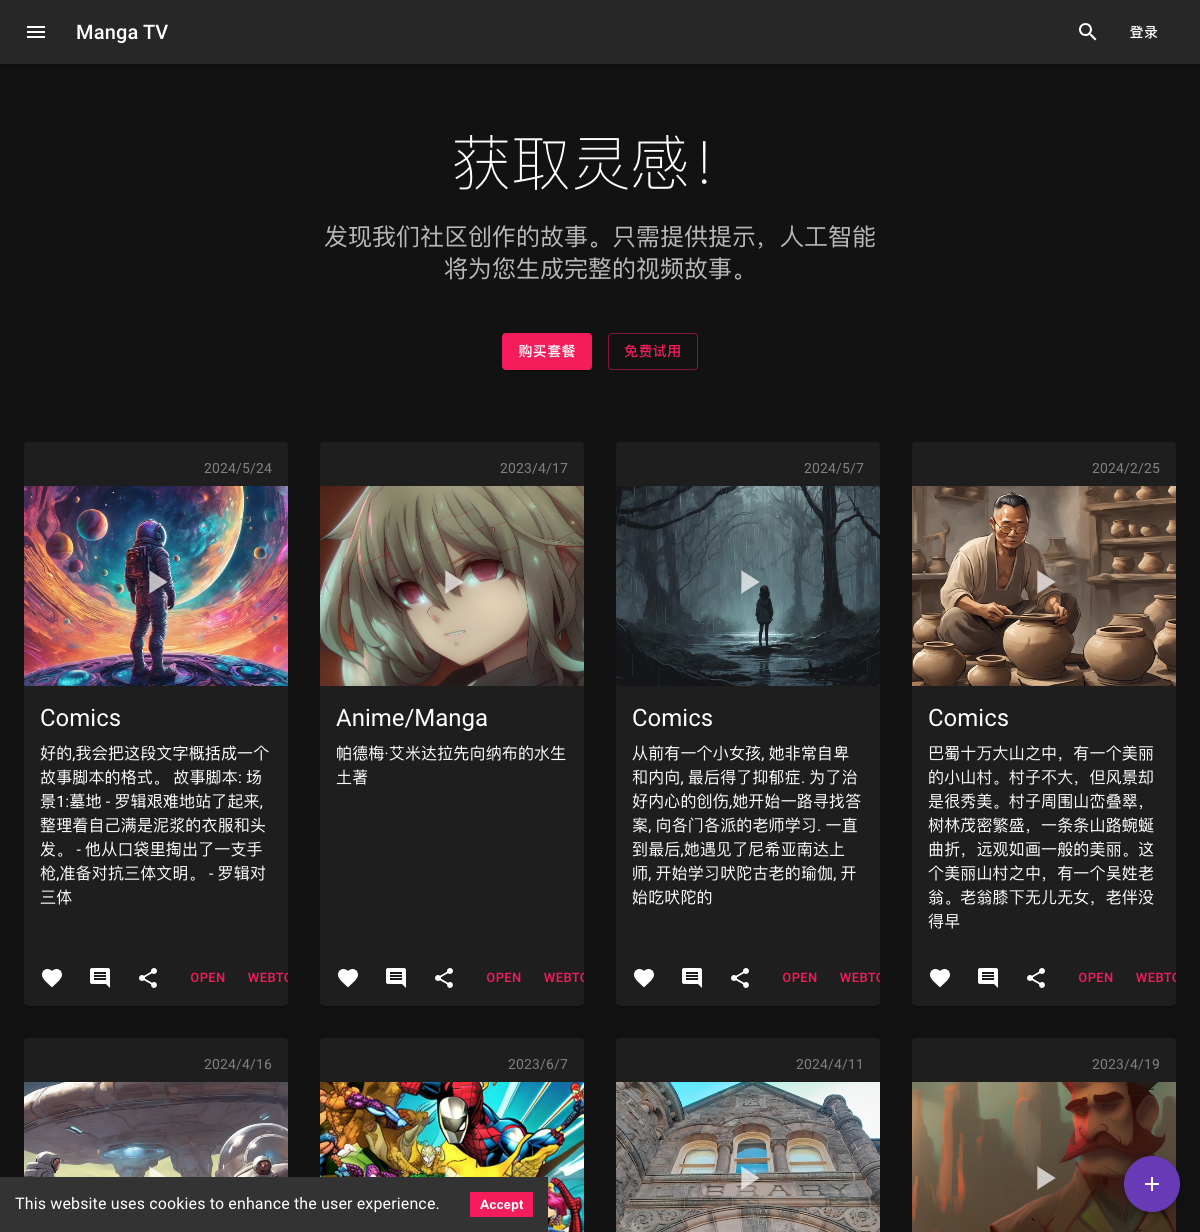 Manga TV
登录
获取灵感！
发现我们社区创作的故事。只需提供提示，人工智能
将为您生成完整的视频故事。
购买套餐
免费试用
2024/5/24
Comics
好的,我会把这段文字概括成一个
故事脚本的格式。 故事脚本: 场
景1:墓地 - 罗辑艰难地站了起来,
整理着自己满是泥浆的衣服和头
发。 - 他从口袋里掏出了一支手
枪,准备对抗三体文明。 - 罗辑对
三体
OPEN
WEBTO
2023/4/17
Anime/Manga
帕德梅·艾米达拉先向纳布的水生
土著
OPEN
WEBTO
2024/5/7
Comics
从前有一个小女孩, 她非常自卑
和内向, 最后得了抑郁症. 为了治
好内心的创伤,她开始一路寻找答
案, 向各门各派的老师学习. 一直
到最后,她遇见了尼希亚南达上
师, 开始学习吠陀古老的瑜伽, 开
始吃吠陀的
OPEN
WEBTO
2024/2/25
Comics
巴蜀十万大山之中，有一个美丽
的小山村。村子不大，但风景却
是很秀美。村子周围山峦叠翠，
树林茂密繁盛，一条条山路蜿蜒
曲折，远观如画一般的美丽。这
个美丽山村之中，有一个吴姓老
翁。老翁膝下无儿无女，老伴没
得早
OPEN
WEBTO
2024/4/16
2023/6/7
2024/4/11
2023/4/19
This website uses cookies to enhance the user experience.
Accept